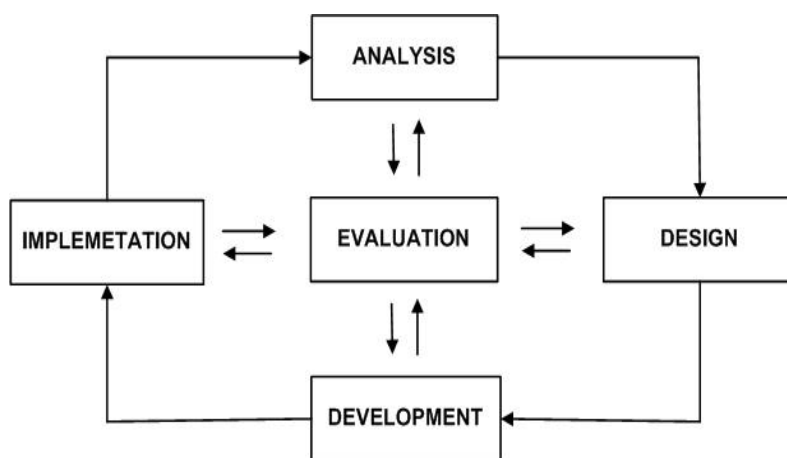 ANALYSIS
IMPLEMETATION
EVALUATION
DESIGN
DEVELOPMENT